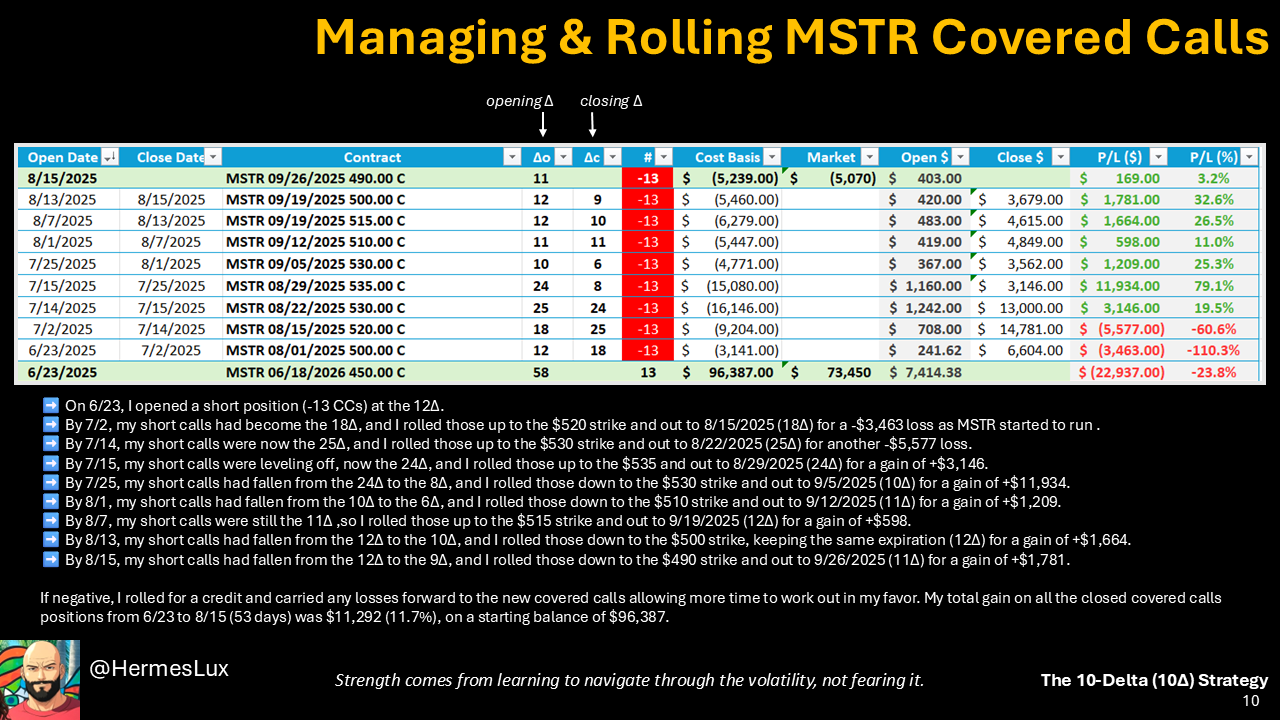 Managing & Rolling MSTR Covered Calls
opening Δ closing Δ
Open Date Close Date Contract Δo Δc # Cost Basis Market Open $ Close $ P/L ($) P/L (%)
8/15/2025 MSTR 09/26/2025 490.00 C 11 -13 $ (5,239.00) $ (5,070) $ 403.00 $ 169.00 3.2%
8/13/2025 8/15/2025 MSTR 09/19/2025 500.00 C 12 9 -13 $ (5,460.00) $ 420.00 $ 3,679.00 $ 1,781.00 32.6%
8/7/2025 8/13/2025 MSTR 09/19/2025 515.00 C 12 10 -13 $ (6,279.00) $ 483.00 $ 4,615.00 $ 1,664.00 26.5%
8/1/2025 8/7/2025 MSTR 09/12/2025 510.00 C 11 11 -13 $ (5,447.00) $ 419.00 $ 4,849.00 $ 598.00 11.0%
7/25/2025 8/1/2025 MSTR 09/05/2025 530.00 C 10 6 -13 $ (4,771.00) $ 367.00 $ 3,562.00 $ 1,209.00 25.3%
7/15/2025 7/25/2025 MSTR 08/29/2025 535.00 C 24 8 -13 $ (15,080.00) $ 1,160.00 $ 3,146.00 $ 11,934.00 79.1%
7/14/2025 7/15/2025 MSTR 08/22/2025 530.00 C 25 24 -13 $ (16,146.00) $ 1,242.00 $ 13,000.00 $ 3,146.00 19.5%
7/2/2025 7/14/2025 MSTR 08/15/2025 520.00 C 18 25 -13 $ (9,204.00) $ 708.00 $ 14,781.00 $ (5,577.00) -60.6%
6/23/2025 7/2/2025 MSTR 08/01/2025 500.00 C 12 18 -13 $ (3,141.00) $ 241.62 $ 6,604.00 $ (3,463.00) -110.3%
6/23/2025 MSTR 06/18/2026 450.00 C 58 13 $ 96,387.00 $ 73,450 $ 7,414.38 $ (22,937.00) -23.8%
➡ On 6/23, I opened a short position (-13 CCs) at the 12Δ.
➡ By 7/2, my short calls had become the 18Δ, and I rolled those up to the $520 strike and out to 8/15/2025 (18Δ) for a -$3,463 loss as MSTR started to run .
➡ By 7/14, my short calls were now the 25Δ, and I rolled those up to the $530 strike and out to 8/22/2025 (25Δ) for another -$5,577 loss.
➡ By 7/15, my short calls were leveling off, now the 24Δ, and I rolled those up to the $535 and out to 8/29/2025 (24Δ) for a gain of +$3,146.
➡ By 7/25, my short calls had fallen from the 24Δ to the 8Δ, and I rolled those down to the $530 strike and out to 9/5/2025 (10Δ) for a gain of +$11,934.
➡ By 8/1, my short calls had fallen from the 10Δ to the 6Δ, and I rolled those down to the $510 strike and out to 9/12/2025 (11Δ) for a gain of +$1,209.
➡ By 8/7, my short calls were still the 11Δ ,so I rolled those up to the $515 strike and out to 9/19/2025 (12Δ) for a gain of +$598.
➡ By 8/13, my short calls had fallen from the 12Δ to the 10Δ, and I rolled those down to the $500 strike, keeping the same expiration (12Δ) for a gain of +$1,664.
➡ By 8/15, my short calls had fallen from the 12Δ to the 9Δ, and I rolled those down to the $490 strike and out to 9/26/2025 (11Δ) for a gain of +$1,781.
If negative, I rolled for a credit and carried any losses forward to the new covered calls allowing more time to work out in my favor. My total gain on all the closed covered calls
positions from 6/23 to 8/15 (53 days) was $11,292 (11.7%), on a starting balance of $96,387.
@HermesLux
Strength comes from learning to navigate through the volatility, not fearing it.
The 10-Delta (10Δ) Strategy
10